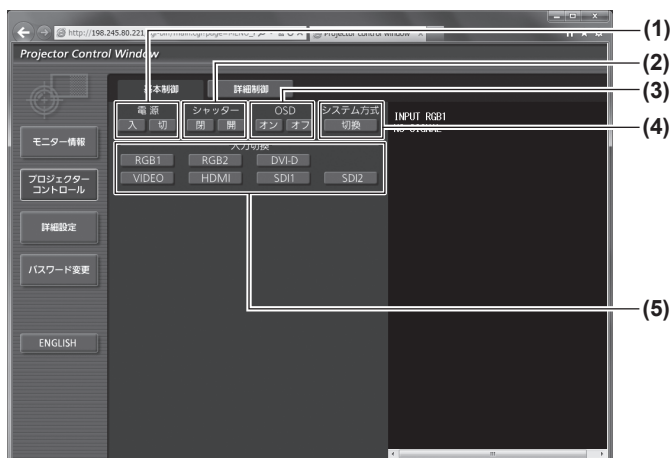 http://198.245.80.221
Projector Control Window
(1)
(2)
(3)
(4)
(5)
基本制御
詳細制御
電源
入 切
シャッター
閉 開
OSD
オン オフ
システム方式
切換
INPUT RGB1
NO SIGNAL
入力切換
RGB1 RGB2 DVI-D
VIDEO HDMI SDI1 SDI2
モニター情報
プロジェクター
コントロール
詳細設定
パスワード変更
ENGLISH